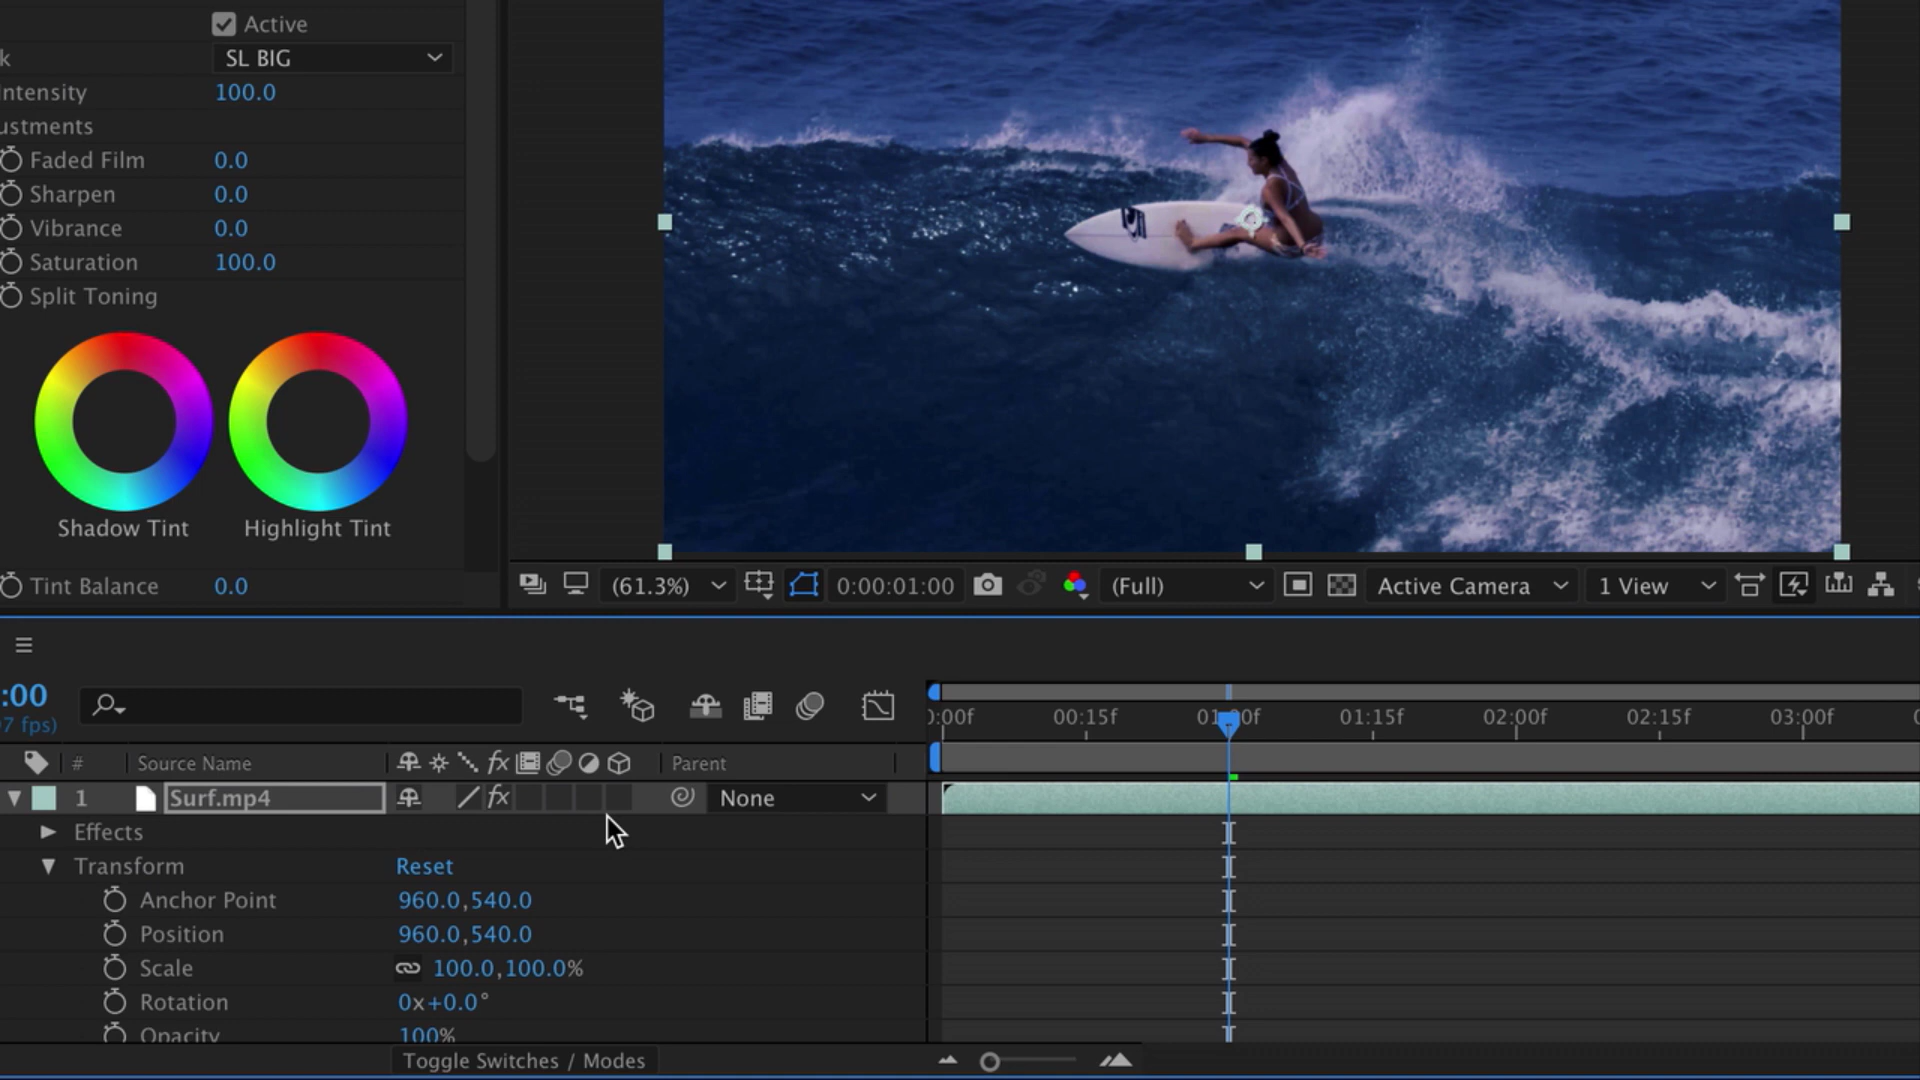 Active
k SL BIG
ntensity 100.0
ustments
Faded Film 0.0
Sharpen 0.0
Vibrance 0.0
Saturation 100.0
Split Toning
Shadow Tint Highlight Tint
Tint Balance 0.0
(61.3%) 0:00:01:00 (Full) Active Camera 1 View
:00
7 fps)
0:00f 00:15f 01:00f 01:15f 02:00f 02:15f 03:00f
# Source Name fx Parent
1 Surf.mp4 fx None
Effects
Transform Reset
Anchor Point 960.0,540.0
Position 960.0,540.0
Scale 100.0,100.0%
Rotation 0x+0.0°
Opacity 100%
Toggle Switches / Modes